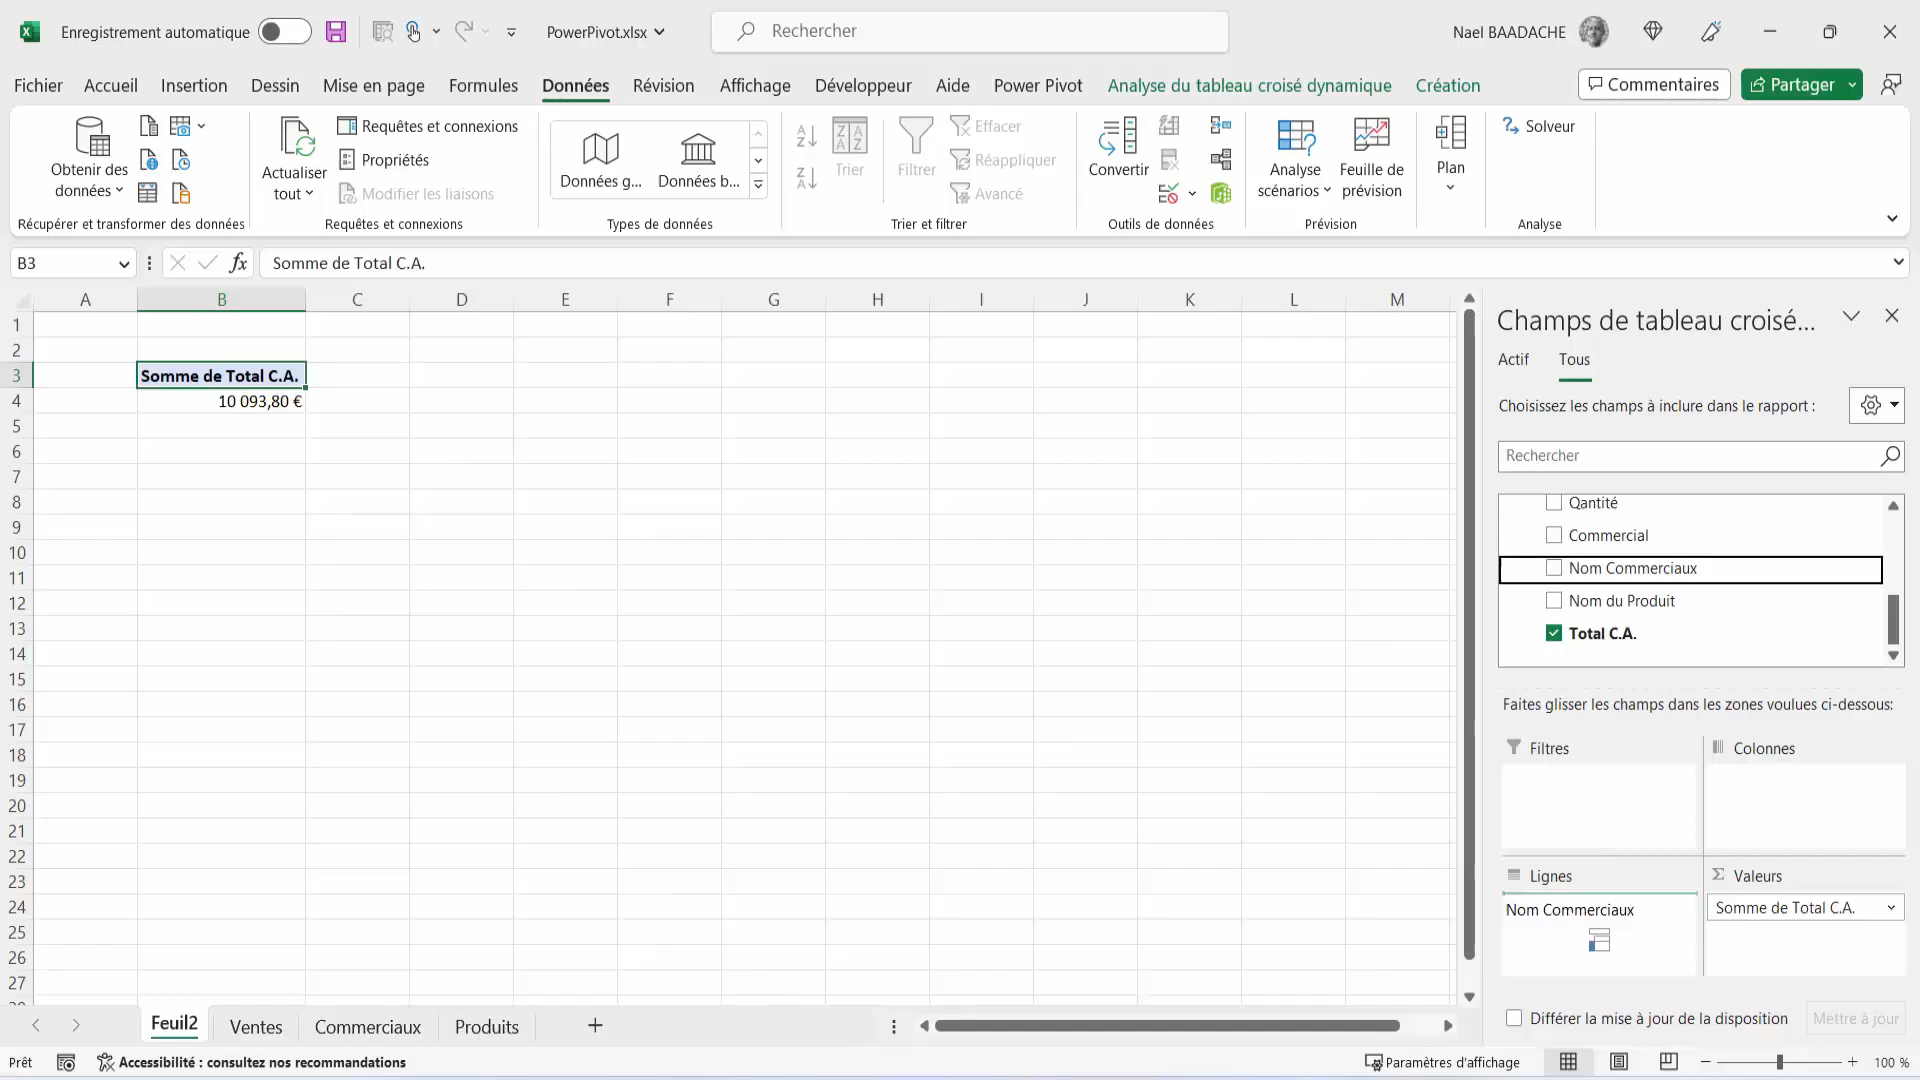 Enregistrement automatique
PowerPivot.xlsx
Rechercher
Nael BAADACHE
Fichier Accueil Insertion Dessin Mise en page Formules Données Révision Affichage Développeur Aide Power Pivot Analyse du tableau croisé dynamique Création
Commentaires
Partager
Obtenir des données
Récupérer et transformer des données
Actualiser tout
Requêtes et connexions
Propriétés
Modifier les liaisons
Requêtes et connexions
Données g...
Données b...
Types de données
Trier
Filtrer
Effacer
Réappliquer
Avancé
Trier et filtrer
Convertir
Outils de données
Analyse scénarios
Feuille de prévision
Prévision
Plan
Solveur
Analyse
B3
fx
Somme de Total C.A.
A B C D E F G H I J K L M
1
2
3 Somme de Total C.A.
4 10 093,80 €
5
6
7
8
9
10
11
12
13
14
15
16
17
18
19
20
21
22
23
24
25
26
27
Champs de tableau croisé...
Actif Tous
Choisissez les champs à inclure dans le rapport :
Rechercher
Qantité
Commercial
Nom Commerciaux
Nom du Produit
Total C.A.
Faites glisser les champs dans les zones voulues ci-dessous:
Filtres
Colonnes
Lignes
Valeurs
Nom Commerciaux
Somme de Total C.A.
Différer la mise à jour de la disposition
Mettre à jour
Feuil2 Ventes Commerciaux Produits
Prêt
Accessibilité : consultez nos recommandations
Paramètres d'affichage
100 %